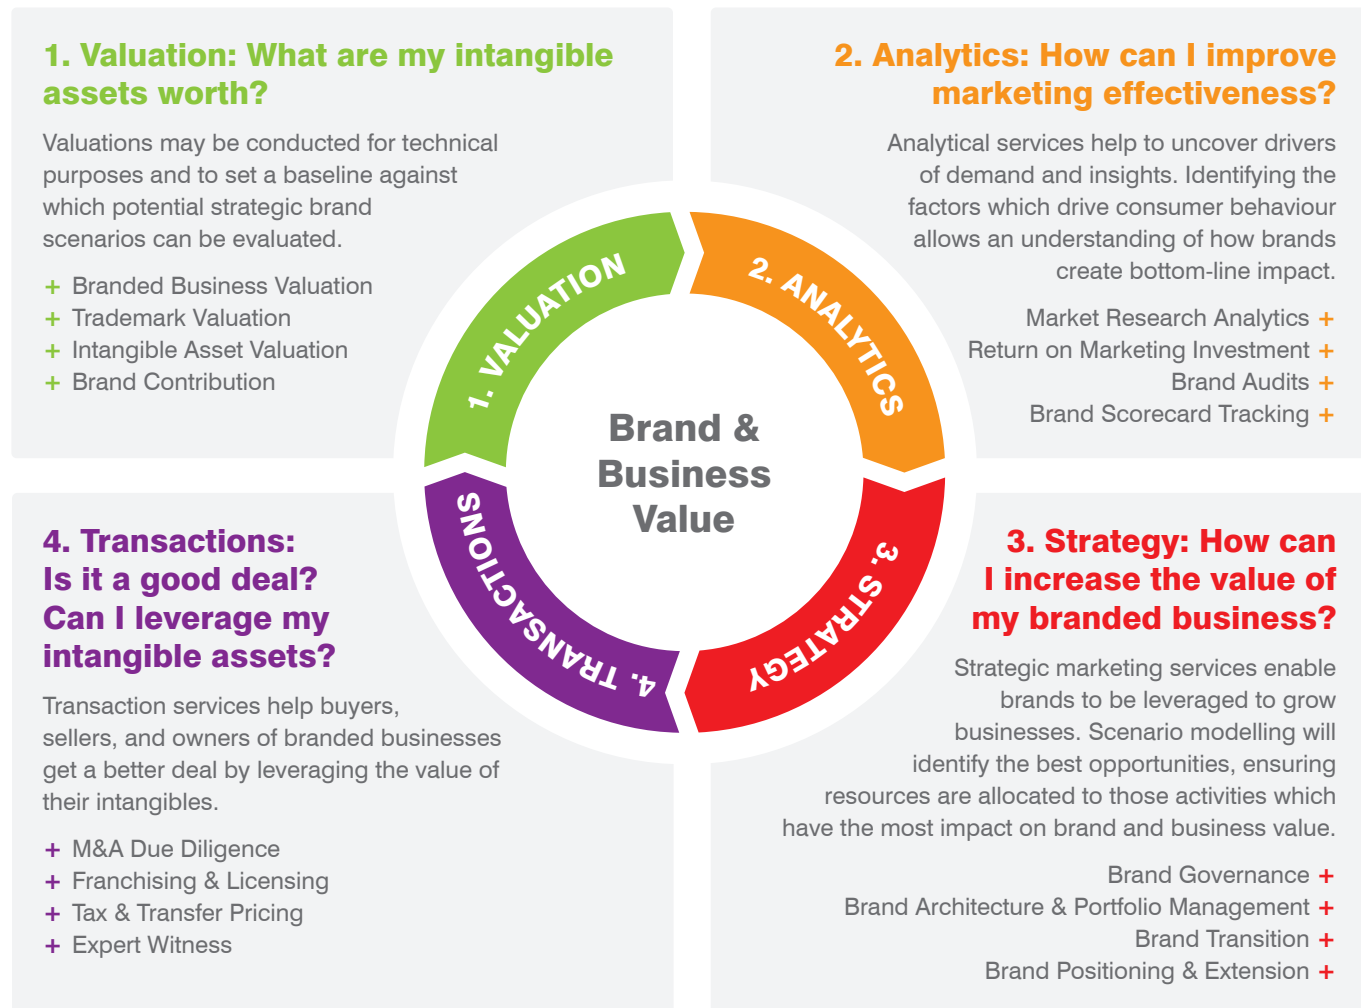 1. Valuation: What are my intangible
assets worth?
Valuations may be conducted for technical
purposes and to set a baseline against
which potential strategic brand
scenarios can be evaluated.
+ Branded Business Valuation
+ Trademark Valuation
+ Intangible Asset Valuation
+ Brand Contribution
2. Analytics: How can I improve
marketing effectiveness?
Analytical services help to uncover drivers
of demand and insights. Identifying the
factors which drive consumer behaviour
allows an understanding of how brands
create bottom-line impact.
Market Research Analytics +
Return on Marketing Investment +
Brand Audits +
Brand Scorecard Tracking +
1. VALUATION
2. ANALYTICS
3. STRATEGY
4. TRANSACTIONS
Brand &
Business
Value
4. Transactions:
Is it a good deal?
Can I leverage my
intangible assets?
Transaction services help buyers,
sellers, and owners of branded businesses
get a better deal by leveraging the value of
their intangibles.
+ M&A Due Diligence
+ Franchising & Licensing
+ Tax & Transfer Pricing
+ Expert Witness
3. Strategy: How can
I increase the value of
my branded business?
Strategic marketing services enable
brands to be leveraged to grow
businesses. Scenario modelling will
identify the best opportunities, ensuring
resources are allocated to those activities which
have the most impact on brand and business value.
Brand Governance +
Brand Architecture & Portfolio Management +
Brand Transition +
Brand Positioning & Extension +